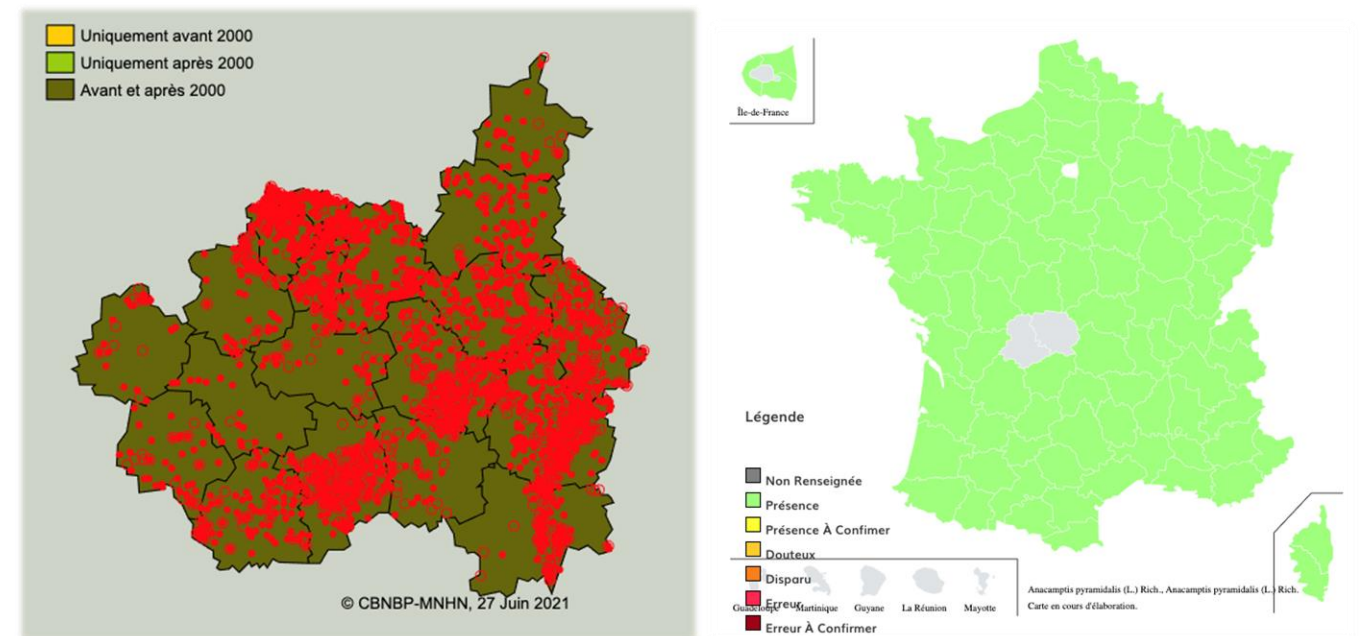 Uniquement avant 2000
Uniquement après 2000
Avant et après 2000
© CBNBP-MNHN, 27 Juin 2021
Île-de-France
Légende
Non Renseignée
Présence
Présence À Confimer
Douteux
Disparu
Erreur
Erreur À Confirmer
Guadeloupe
Martinique
Guyane
La Réunion
Mayotte
Anacamptis pyramidalis (L.) Rich., Anacamptis pyramidalis (L.) Rich.
Carte en cours d'élaboration.